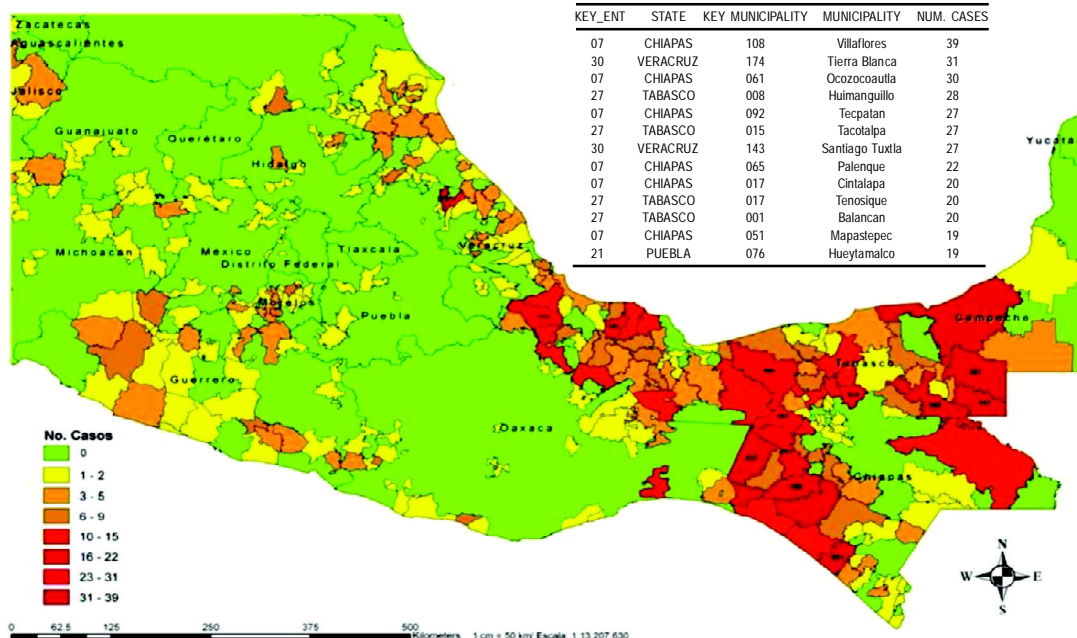 KEY_ENT STATE KEY MUNICIPALITY MUNICIPALITY NUM. CASES
07 CHIAPAS 108 Villaflores 39
30 VERACRUZ 174 Tierra Blanca 31
07 CHIAPAS 061 Ocozocoautla 30
27 TABASCO 008 Huimanguillo 28
07 CHIAPAS 092 Tecpatan 27
27 TABASCO 015 Tacotalpa 27
30 VERACRUZ 143 Santiago Tuxtla 27
07 CHIAPAS 065 Palenque 22
07 CHIAPAS 017 Cintalapa 20
27 TABASCO 017 Tenosique 20
27 TABASCO 001 Balancan 20
07 CHIAPAS 051 Mapastepec 19
21 PUEBLA 076 Hueytamalco 19
Zacatecas
Aguascalientes
Jalisco
Guanajuato
Querétaro
Hidalgo
Yucata
Michoacán
México
Tlaxcala
Veracruz
Distrito Federal
Morelos
Puebla
Campeche
Tabasco
Guerrero
Oaxaca
Chiapas
No. Casos
0
1 - 2
3 - 5
6 - 9
10 - 15
16 - 22
23 - 31
31 - 39
N
W E
S
0 62.5 125 250 375 500
Kilometers 1 cm = 50 km/ Escala: 1:13,207,630